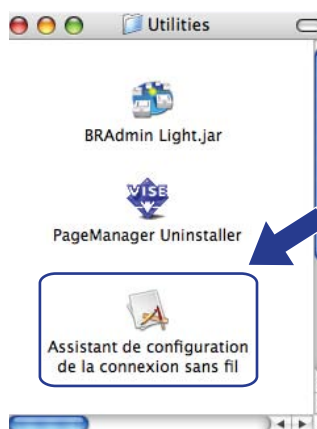 Utilities
BRAdmin Light.jar
VISE
PageManager Uninstaller
Assistant de configuration
de la connexion sans fil